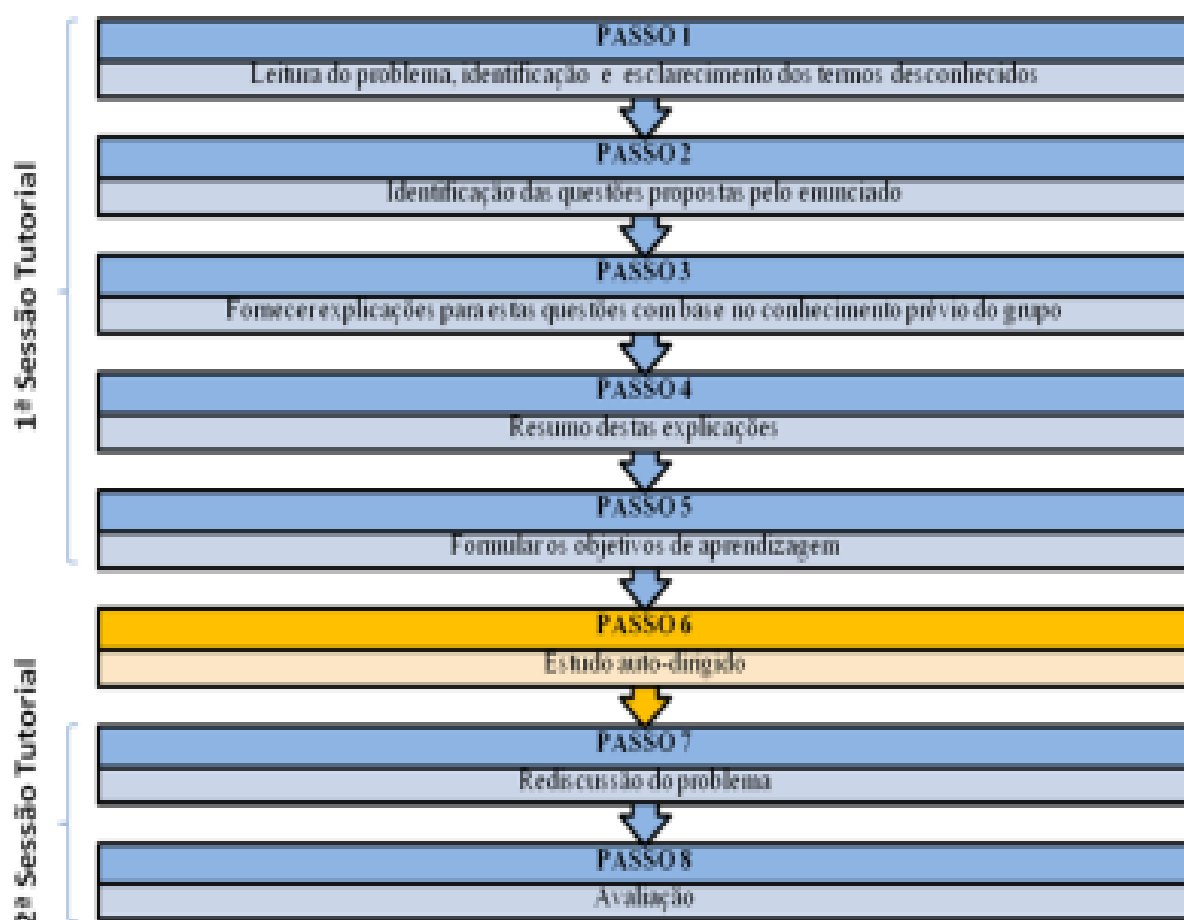 1ª Sessão Tutorial
PASSO 1
Leitura do problema, identificação e esclarecimento dos termos desconhecidos
PASSO 2
Identificação das questões propostas pelo enunciado
PASSO 3
Fornecer explicações para estas questões com base no conhecimento prévio do grupo
PASSO 4
Resumo destas explicações
PASSO 5
Formular os objetivos de aprendizagem
PASSO 6
Estudo auto-dirigido
2ª Sessão Tutorial
PASSO 7
Rediscussão do problema
PASSO 8
Avaliação